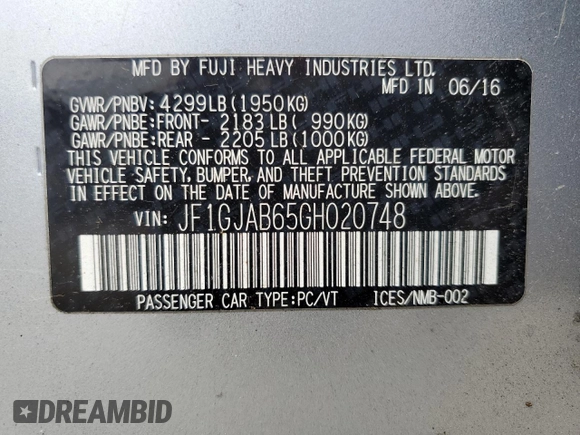 MFD BY FUJI HEAVY INDUSTRIES LTD.
MFD IN 06/16
GVWR/PNBV: 4299LB(1950KG)
GAWR/PNBE:FRONT- 2183LB( 990KG)
GAWR/PNBE:REAR - 2205LB(1000KG)
THIS VEHICLE CONFORMS TO ALL APPLICABLE FEDERAL MOTOR
VEHICLE SAFETY, BUMPER, AND THEFT PREVENTION STANDARDS
IN EFFECT ON THE DATE OF MANUFACTURE SHOWN ABOVE.
VIN: JF1GJAB65GH020748
PASSENGER CAR TYPE:PC/VT ICES/NMB-002
DREAMBID